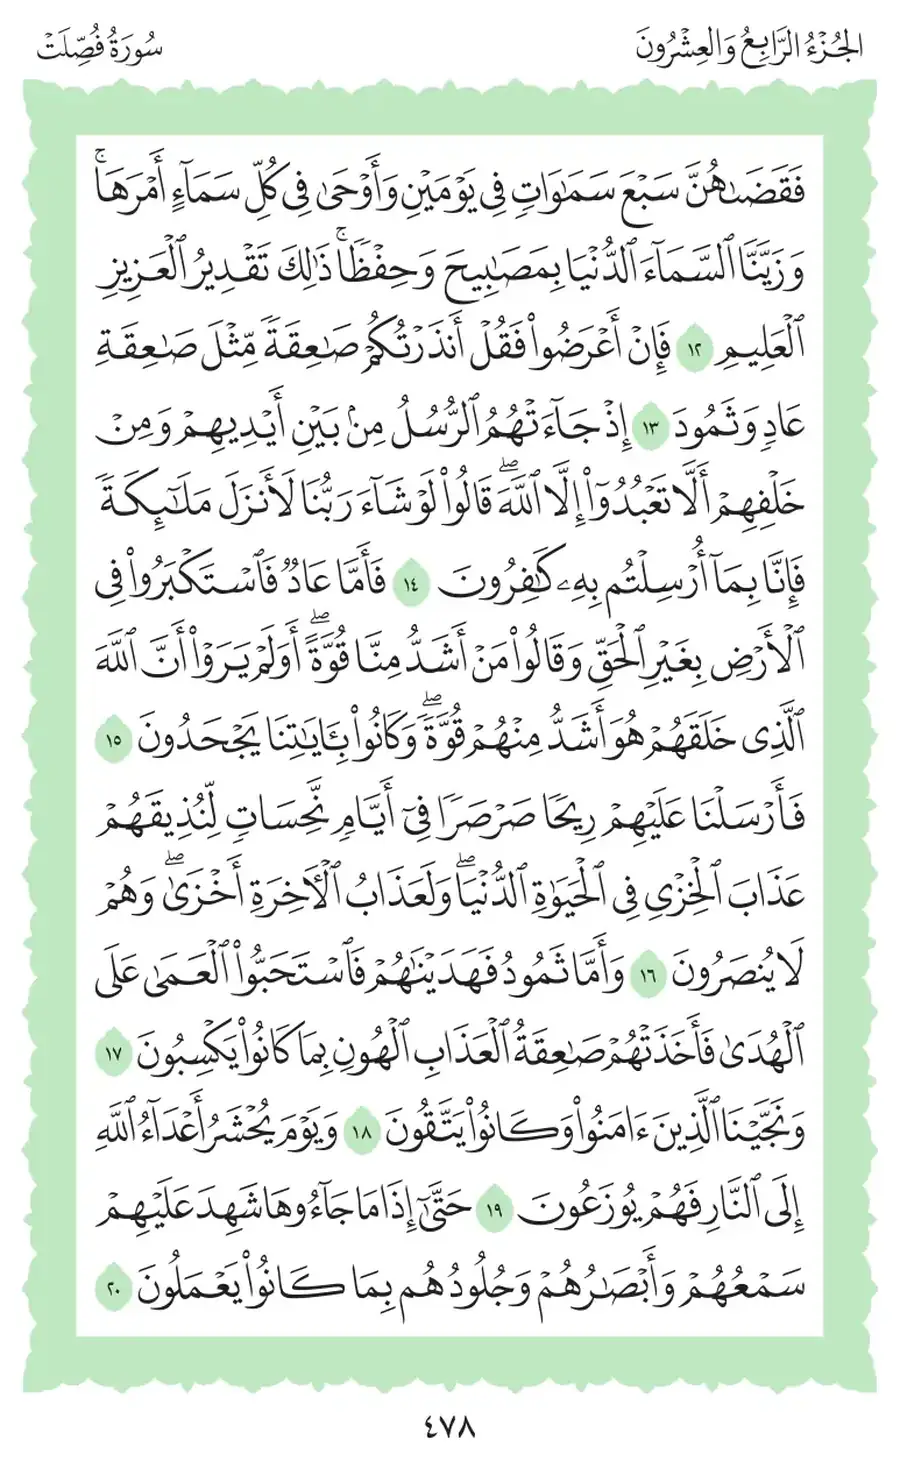 الجُزْءُ الرَّابِعُ وَالعِشْرُونَ
سُورَةُ فُصِّلَتْ
فَقَضَىٰهُنَّ سَبْعَ سَمَٰوَاتٖ فِي يَوْمَيْنِ وَأَوْحَىٰ فِي كُلِّ سَمَآءٍ أَمْرَهَاۚ
وَزَيَّنَّا ٱلسَّمَآءَ ٱلدُّنْيَا بِمَصَٰبِيحَ وَحِفْظٗاۚ ذَٰلِكَ تَقْدِيرُ ٱلْعَزِيزِ
ٱلْعَلِيمِ ١٢ فَإِنْ أَعْرَضُوا۟ فَقُلْ أَنذَرْتُكُمْ صَٰعِقَةٗ مِّثْلَ صَٰعِقَةِ
عَادٖ وَثَمُودَ ١٣ إِذْ جَآءَتْهُمُ ٱلرُّسُلُ مِنۢ بَيْنِ أَيْدِيهِمْ وَمِنْ
خَلْفِهِمْ أَلَّا تَعْبُدُوٓا۟ إِلَّا ٱللَّهَۖ قَالُوا۟ لَوْ شَآءَ رَبُّنَا لَأَنزَلَ مَلَٰٓئِكَةٗ
فَإِنَّا بِمَآ أُرْسِلْتُم بِهِۦ كَٰفِرُونَ ١٤ فَأَمَّا عَادٞ فَٱسْتَكْبَرُوا۟ فِي
ٱلْأَرْضِ بِغَيْرِ ٱلْحَقِّ وَقَالُوا۟ مَنْ أَشَدُّ مِنَّا قُوَّةًۖ أَوَلَمْ يَرَوْا۟ أَنَّ ٱللَّهَ
ٱلَّذِي خَلَقَهُمْ هُوَ أَشَدُّ مِنْهُمْ قُوَّةٗۖ وَكَانُوا۟ بِـَٔايَٰتِنَا يَجْحَدُونَ ١٥
فَأَرْسَلْنَا عَلَيْهِمْ رِيحٗا صَرْصَرٗا فِيٓ أَيَّامٖ نَّحِسَاتٖ لِّنُذِيقَهُمْ
عَذَابَ ٱلْخِزْيِ فِي ٱلْحَيَوٰةِ ٱلدُّنْيَاۖ وَلَعَذَابُ ٱلْأٓخِرَةِ أَخْزَىٰۖ وَهُمْ
لَا يُنصَرُونَ ١٦ وَأَمَّا ثَمُودُ فَهَدَيْنَٰهُمْ فَٱسْتَحَبُّوا۟ ٱلْعَمَىٰ عَلَى
ٱلْهُدَىٰ فَأَخَذَتْهُمْ صَٰعِقَةُ ٱلْعَذَابِ ٱلْهُونِ بِمَا كَانُوا۟ يَكْسِبُونَ ١٧
وَنَجَّيْنَا ٱلَّذِينَ ءَامَنُوا۟ وَكَانُوا۟ يَتَّقُونَ ١٨ وَيَوْمَ يُحْشَرُ أَعْدَآءُ ٱللَّهِ
إِلَى ٱلنَّارِ فَهُمْ يُوزَعُونَ ١٩ حَتَّىٰٓ إِذَا مَا جَآءُوهَا شَهِدَ عَلَيْهِمْ
سَمْعُهُمْ وَأَبْصَٰرُهُمْ وَجُلُودُهُم بِمَا كَانُوا۟ يَعْمَلُونَ ٢٠
٤٧٨